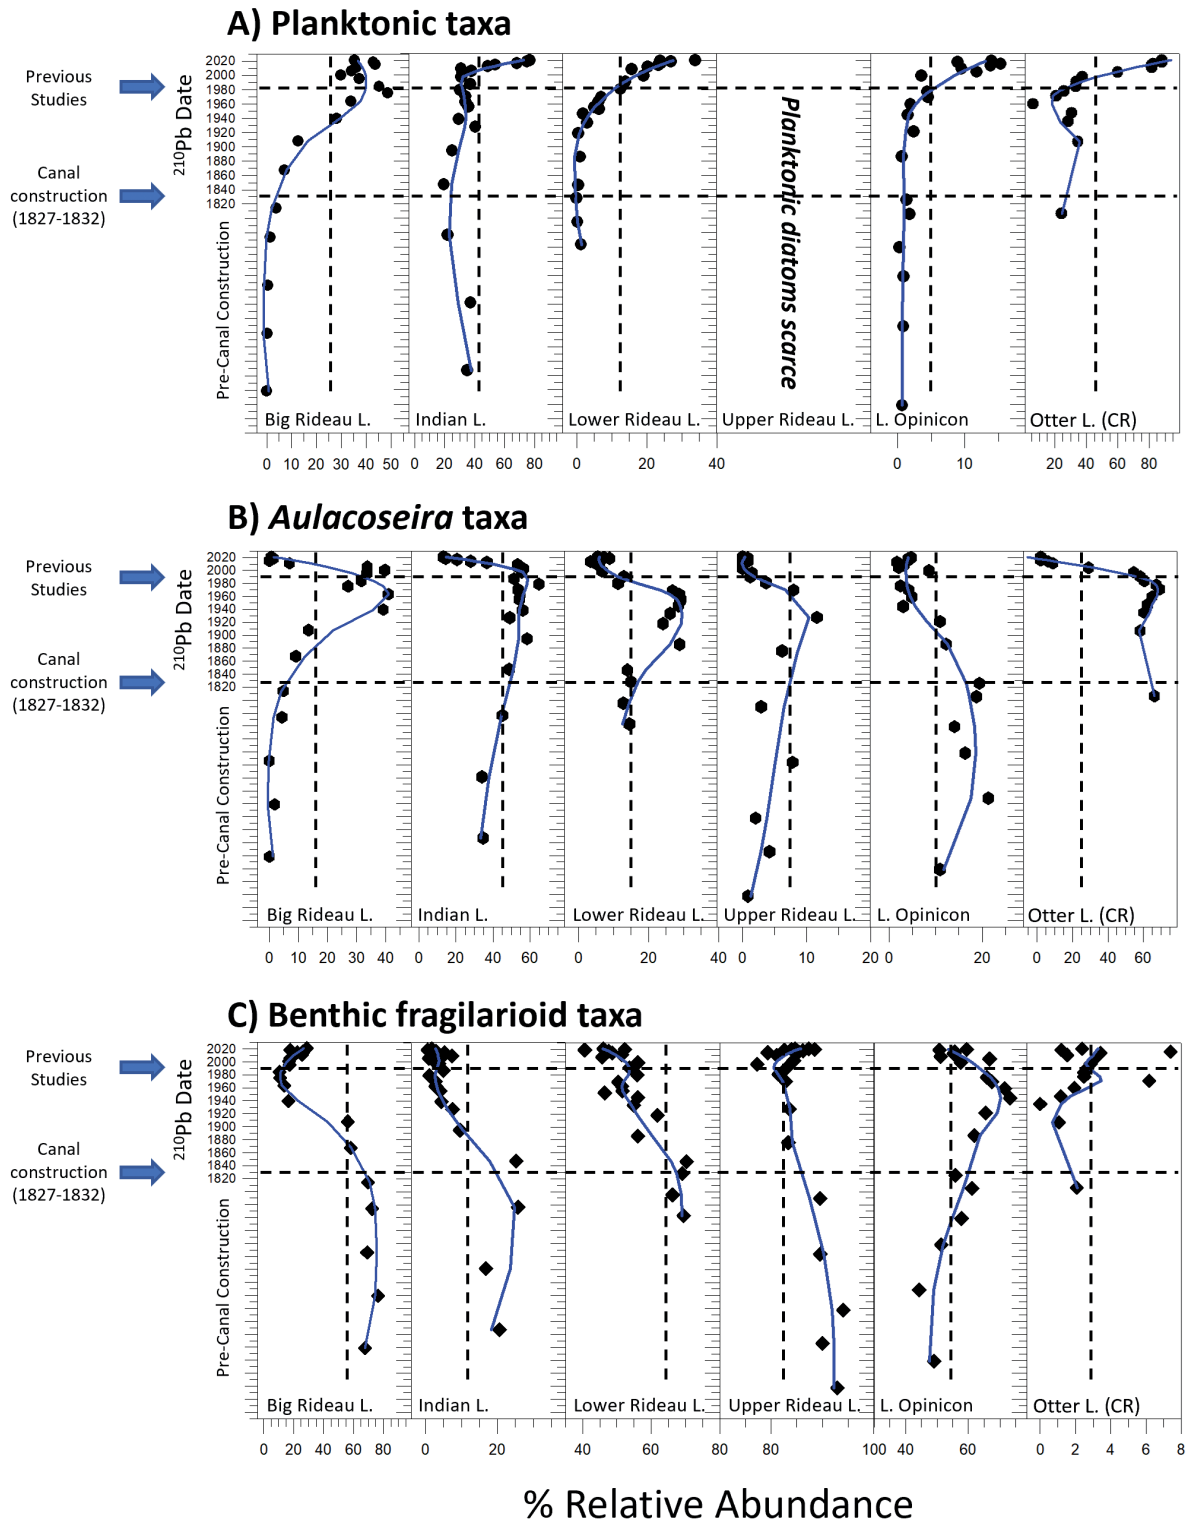 A) Planktonic taxa
Previous
Studies
Canal
construction
(1827-1832)
210Pb Date
Pre-Canal Construction
2020
2000
1980
1960
1940
1920
1900
1880
1860
1840
1820
Planktonic diatoms scarce
Big Rideau L. Indian L. Lower Rideau L. Upper Rideau L. L. Opinicon Otter L. (CR)
0 10 20 30 40 50 0 20 40 60 80 0 20 40 0 10 20 40 60 80
B) Aulacoseira taxa
Previous
Studies
Canal
construction
(1827-1832)
210Pb Date
Pre-Canal Construction
2020
2000
1980
1960
1940
1920
1900
1880
1860
1840
1820
Big Rideau L. Indian L. Lower Rideau L. Upper Rideau L. L. Opinicon Otter L. (CR)
0 10 20 30 40 0 20 40 60 80 0 20 40 0 10 20 0 20 0 20 40 60
C) Benthic fragilarioid taxa
Previous
Studies
Canal
construction
(1827-1832)
210Pb Date
Pre-Canal Construction
2020
2000
1980
1960
1940
1920
1900
1880
1860
1840
1820
Big Rideau L. Indian L. Lower Rideau L. Upper Rideau L. L. Opinicon Otter L. (CR)
0 20 40 60 80 0 20 40 60 80 80 100 40 60 0 2 4 6 8
% Relative Abundance